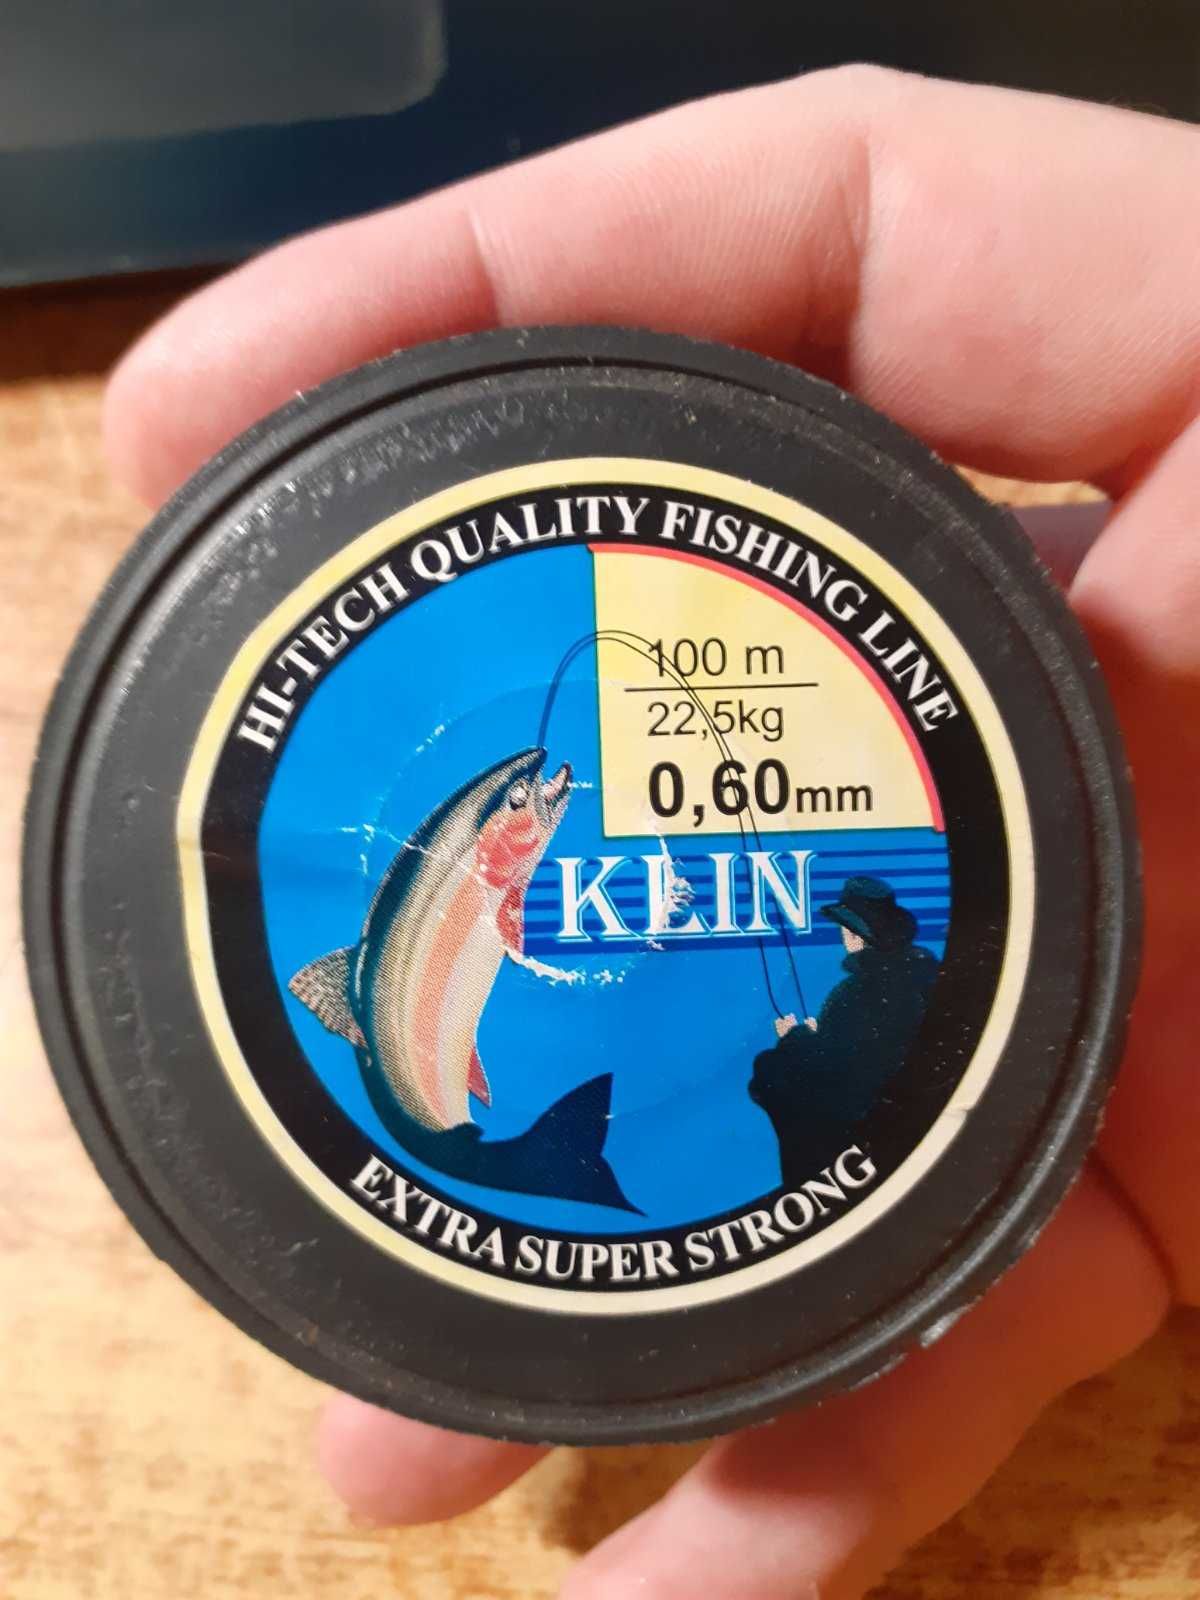 HI-TECH QUALITY FISHING LINE
100 m
22,5kg
0,60mm
KLIN
EXTRA SUPER STRONG